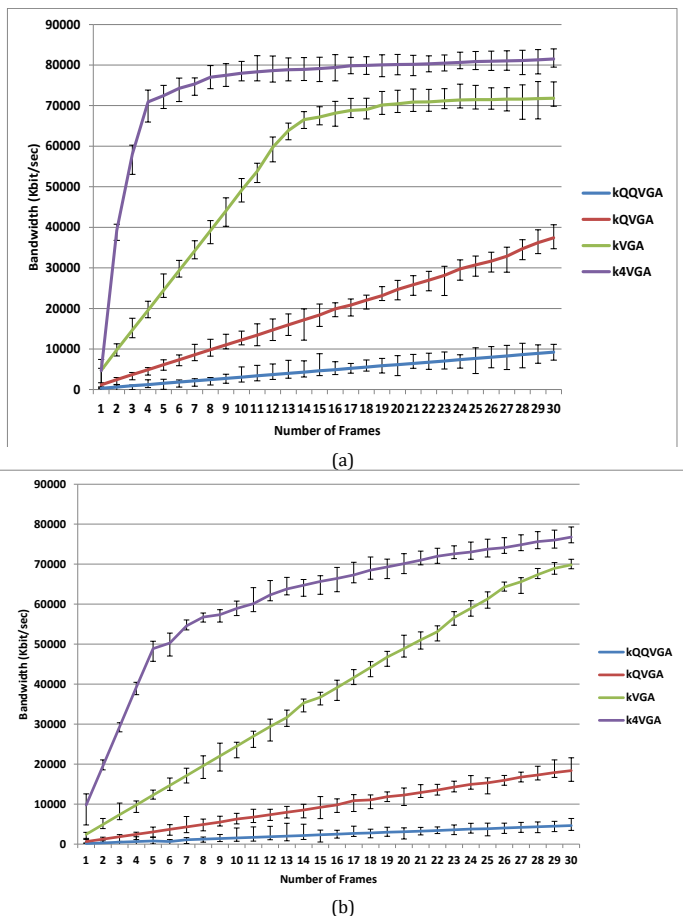 90000
80000
70000
60000
50000
40000
30000
20000
10000
0
Bandwidth (Kbit/sec)
1 2 3 4 5 6 7 8 9 10 11 12 13 14 15 16 17 18 19 20 21 22 23 24 25 26 27 28 29 30
Number of Frames
kQQVGA
kQVGA
kVGA
k4VGA
(a)
90000
80000
70000
60000
50000
40000
30000
20000
10000
0
Bandwidth (Kbit/sec)
1 2 3 4 5 6 7 8 9 10 11 12 13 14 15 16 17 18 19 20 21 22 23 24 25 26 27 28 29 30
Number of Frames
kQQVGA
kQVGA
kVGA
k4VGA
(b)